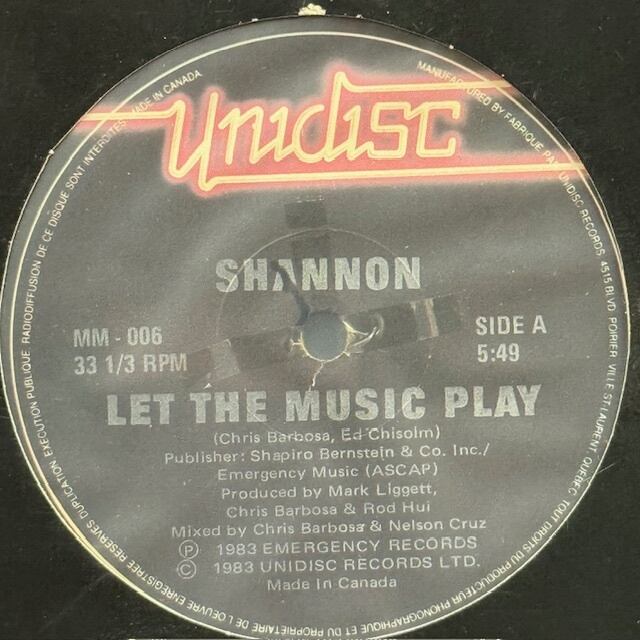 Unidisc
SHANNON
MM - 006
33 1/3 RPM
SIDE A
5:49
LET THE MUSIC PLAY
(Chris Barbosa, Ed Chisolm)
Publisher: Shapiro Bernstein & Co. Inc./
Emergency Music (ASCAP)
Produced by Mark Liggett,
Chris Barbosa & Rod Hui
Mixed by Chris Barbosa & Nelson Cruz
Ⓟ 1983 EMERGENCY RECORDS
© 1983 UNIDISC RECORDS LTD.
Made In Canada
MANUFACTURED BY FABRIQUE PAR UNIDISC RECORDS, 4515 BLVD. POIRIER, VILLE ST. LAURENT, QUEBEC TOUT DROITS DU PRODUCTEUR PHONOGRAPHIQUE ET DU PROPRIETAIRE DE L'OEUVRE ENREGISTREE RESERVES DUPLICATION EXECUTION PUBLIQUE RADIODIFFUSION DE CE DISQUE SONT INTERDITES MADE IN CANADA